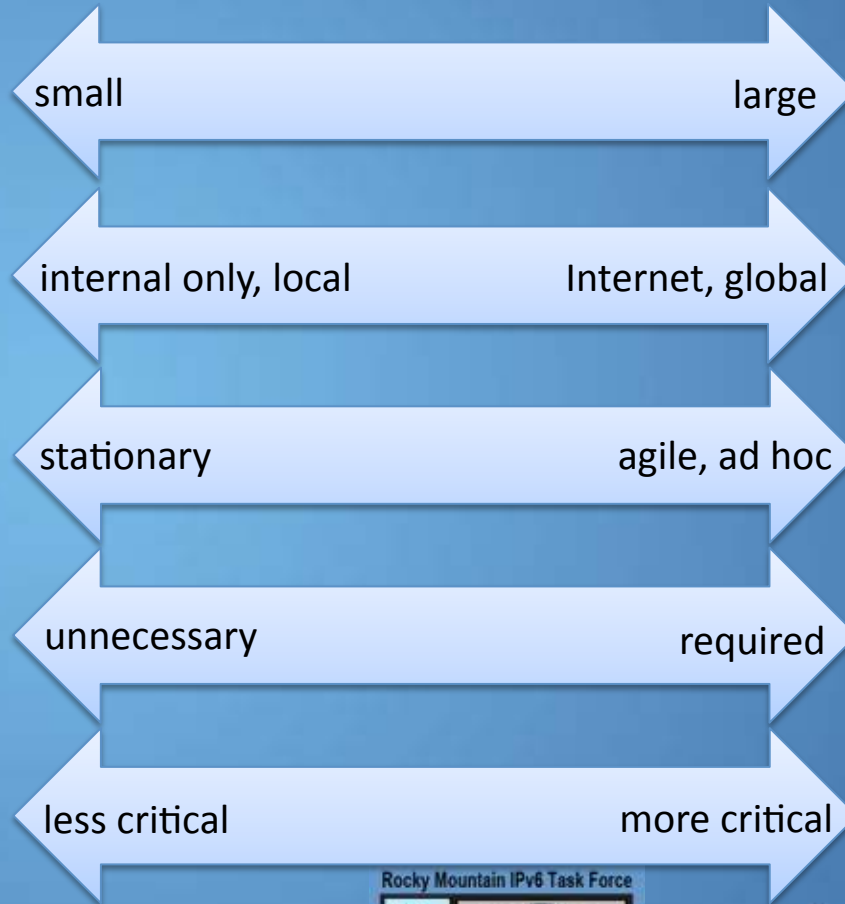 small large
internal only, local Internet, global
stationary agile, ad hoc
unnecessary required
less critical more critical
Rocky Mountain IPv6 Task Force